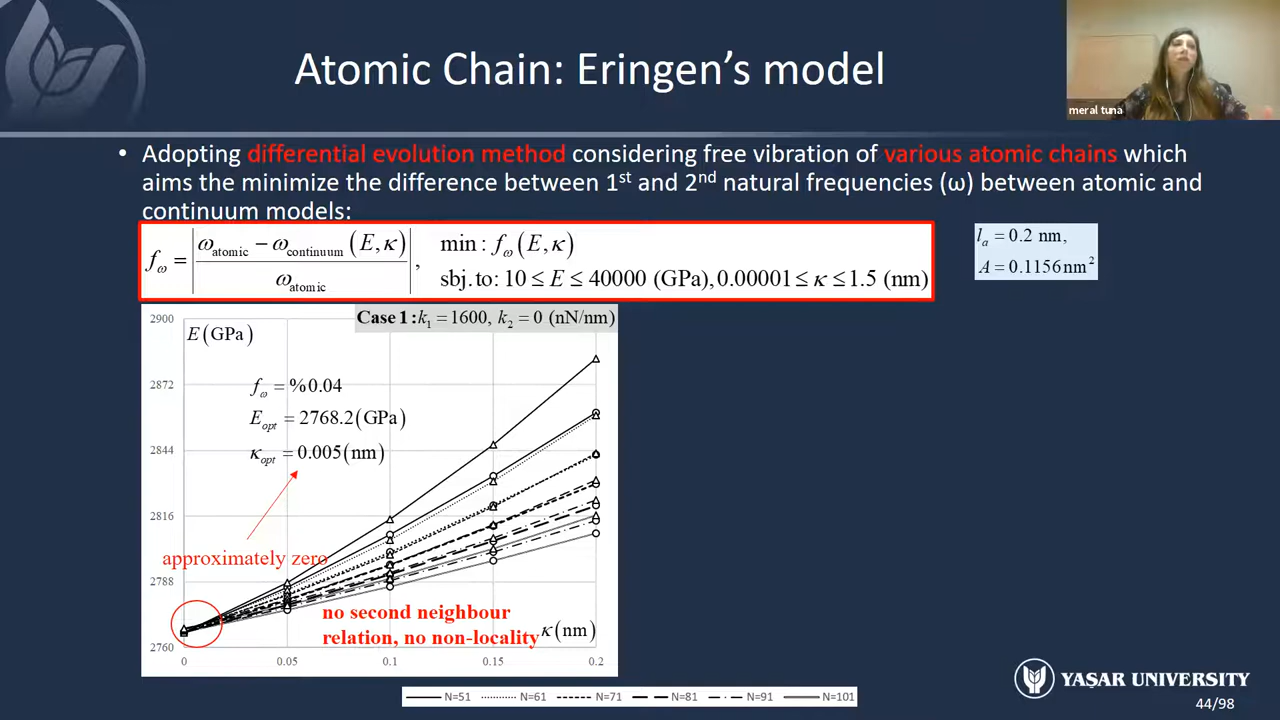 Atomic Chain: Eringen's model
meral tuna
• Adopting differential evolution method considering free vibration of various atomic chains which
aims the minimize the difference between 1st and 2nd natural frequencies (ω) between atomic and
continuum models:
f_ω = |(ω_atomic − ω_continuum (E, κ)) / ω_atomic|, min : f_ω (E, κ)
sbj.to: 10 ≤ E ≤ 40000 (GPa), 0.00001 ≤ κ ≤ 1.5 (nm)
l_a = 0.2 nm,
A = 0.1156 nm²
Case 1 : k₁ = 1600, k₂ = 0 (nN/nm)
E (GPa)
2900
2872
2844
2816
2788
2760
f_ω = %0.04
E_opt = 2768.2 (GPa)
κ_opt = 0.005 (nm)
approximately zero
no second neighbour
relation, no non-locality
κ (nm)
0 0.05 0.1 0.15 0.2
N=51 N=61 N=71 N=81 N=91 N=101
YAŞAR UNIVERSITY
44/98